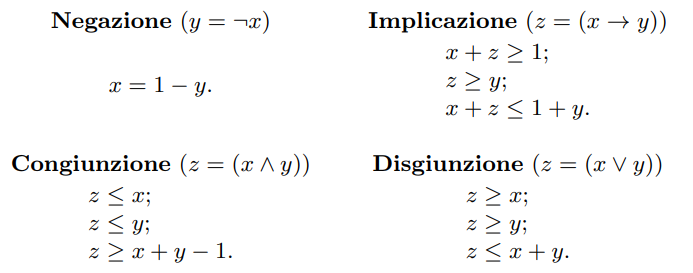 Negazione (y = ¬x)
x = 1 − y.
Implicazione (z = (x → y))
x + z ≥ 1;
z ≥ y;
x + z ≤ 1 + y.
Congiunzione (z = (x ∧ y))
z ≤ x;
z ≤ y;
z ≥ x + y − 1.
Disgiunzione (z = (x ∨ y))
z ≥ x;
z ≥ y;
z ≤ x + y.